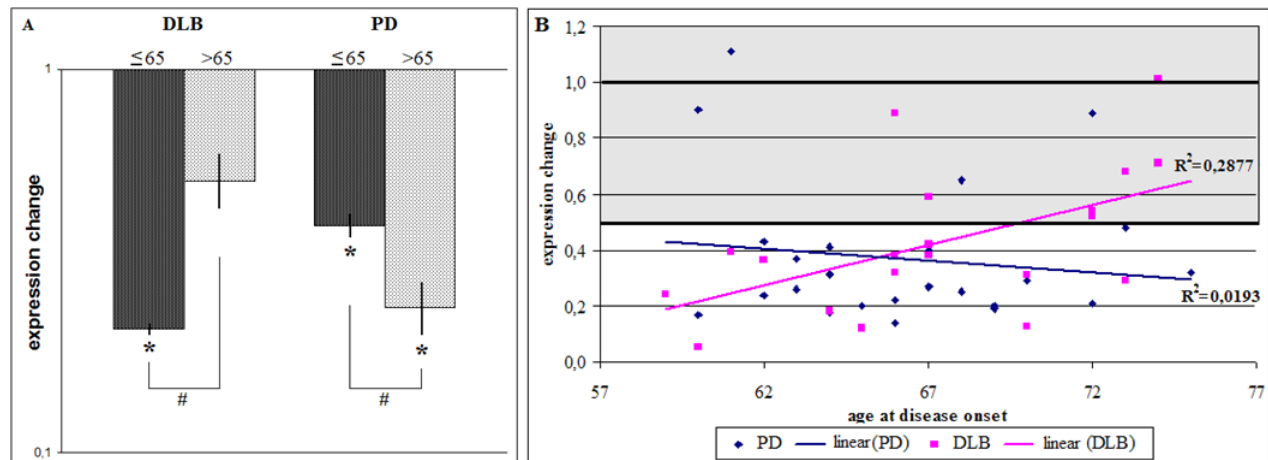 A DLB PD
≤65 >65 ≤65 >65
1
expression change
* * *
# #
0,1
B
1,2
1,0
0,8
0,6
0,4
0,2
0,0
expression change
R²=0,2877
R²=0,0193
57 62 67 72 77
age at disease onset
PD linear(PD) DLB linear (DLB)